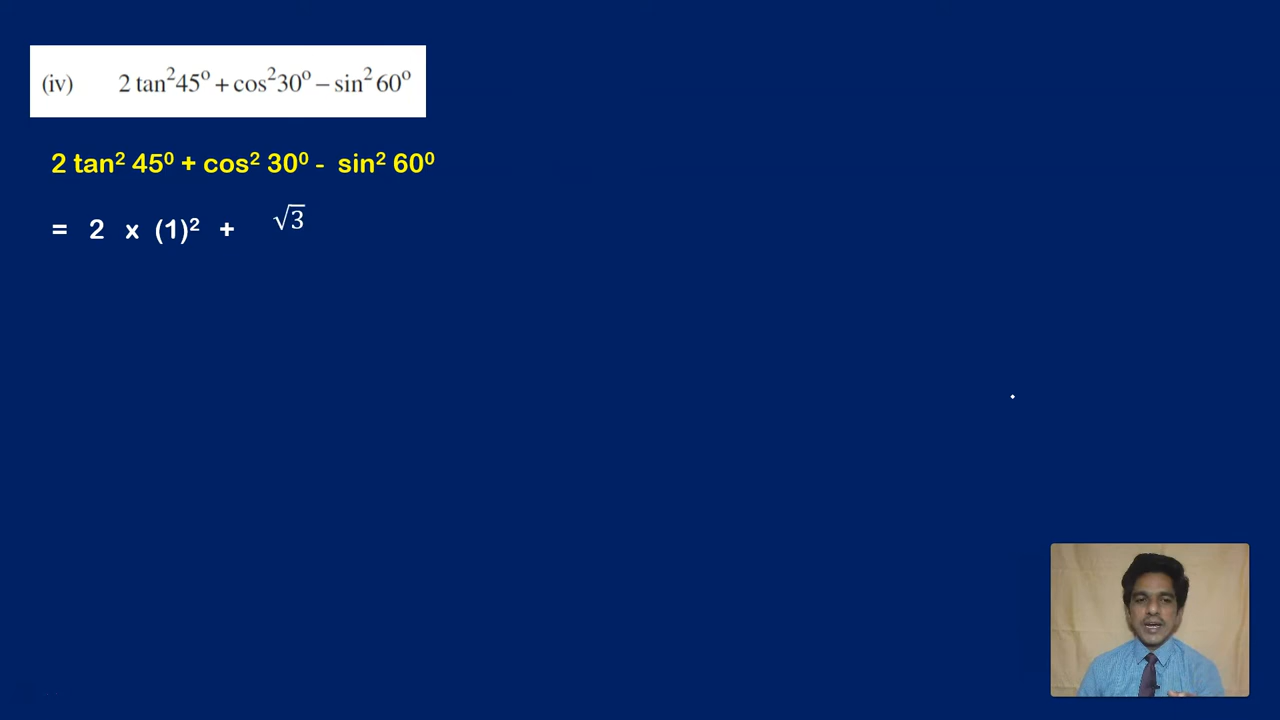 (iv) 2 tan²45° + cos²30° – sin² 60°
2 tan² 45⁰ + cos² 30⁰ - sin² 60⁰
= 2 x (1)² + √3